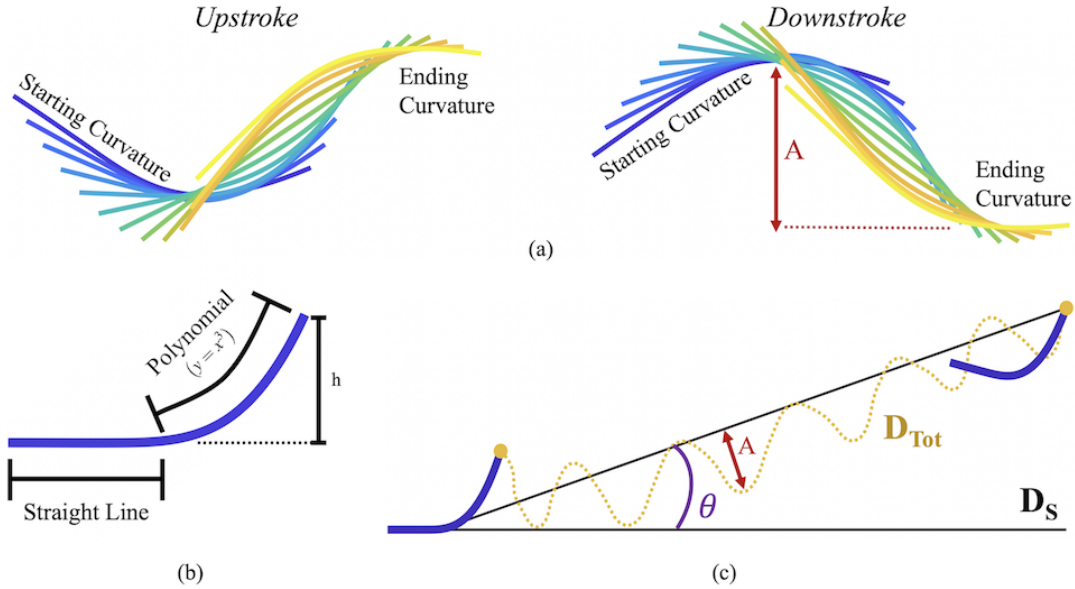 Upstroke
Downstroke
Starting Curvature
Ending
Curvature
Starting Curvature
A
Ending
Curvature
(a)
Polynomial
(y = x³)
h
Straight Line
(b)
A
θ
D_Tot
D_S
(c)